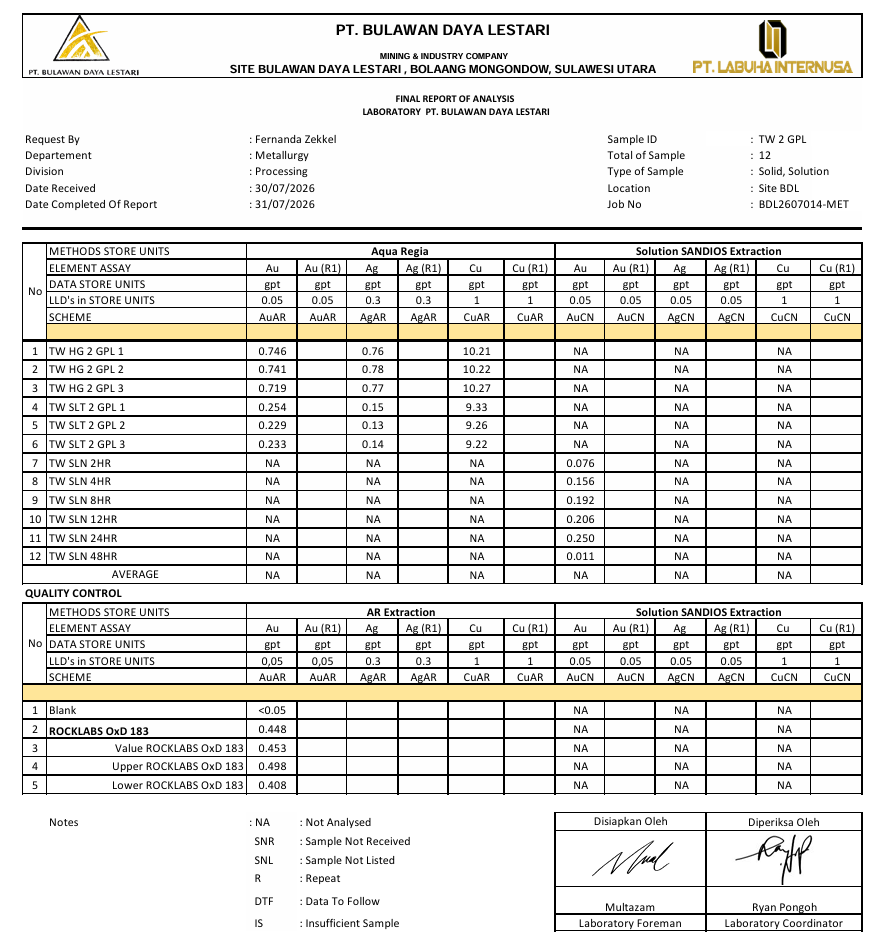 PT. BULAWAN DAYA LESTARI
MINING & INDUSTRY COMPANY
SITE BULAWAN DAYA LESTARI , BOLAANG MONGONDOW, SULAWESI UTARA
PT. BULAWAN DAYA LESTARI
PT. LABUHA INTERNUSA
FINAL REPORT OF ANALYSIS
LABORATORY PT. BULAWAN DAYA LESTARI
Request By : Fernanda Zekkel Sample ID : TW 2 GPL
Departement : Metallurgy Total of Sample : 12
Division : Processing Type of Sample : Solid, Solution
Date Received : 30/07/2026 Location : Site BDL
Date Completed Of Report : 31/07/2026 Job No : BDL2607014-MET
No METHODS STORE UNITS Aqua Regia Solution SANDIOS Extraction
ELEMENT ASSAY Au Au (R1) Ag Ag (R1) Cu Cu (R1) Au Au (R1) Ag Ag (R1) Cu Cu (R1)
DATA STORE UNITS gpt gpt gpt gpt gpt gpt gpt gpt gpt gpt gpt gpt
LLD's in STORE UNITS 0.05 0.05 0.3 0.3 1 1 0.05 0.05 0.05 0.05 1 1
SCHEME AuAR AuAR AgAR AgAR CuAR CuAR AuCN AuCN AgCN AgCN CuCN CuCN
1 TW HG 2 GPL 1 0.746 0.76 10.21 NA NA NA
2 TW HG 2 GPL 2 0.741 0.78 10.22 NA NA NA
3 TW HG 2 GPL 3 0.719 0.77 10.27 NA NA NA
4 TW SLT 2 GPL 1 0.254 0.15 9.33 NA NA NA
5 TW SLT 2 GPL 2 0.229 0.13 9.26 NA NA NA
6 TW SLT 2 GPL 3 0.233 0.14 9.22 NA NA NA
7 TW SLN 2HR NA NA NA 0.076 NA NA
8 TW SLN 4HR NA NA NA 0.156 NA NA
9 TW SLN 8HR NA NA NA 0.192 NA NA
10 TW SLN 12HR NA NA NA 0.206 NA NA
11 TW SLN 24HR NA NA NA 0.250 NA NA
12 TW SLN 48HR NA NA NA 0.011 NA NA
AVERAGE NA NA NA NA NA NA
QUALITY CONTROL
No METHODS STORE UNITS AR Extraction Solution SANDIOS Extraction
ELEMENT ASSAY Au Au (R1) Ag Ag (R1) Cu Cu (R1) Au Au (R1) Ag Ag (R1) Cu Cu (R1)
DATA STORE UNITS gpt gpt gpt gpt gpt gpt gpt gpt gpt gpt gpt gpt
LLD's in STORE UNITS 0,05 0,05 0.3 0.3 1 1 0.05 0.05 0.05 0.05 1 1
SCHEME AuAR AuAR AgAR AgAR CuAR CuAR AuCN AuCN AgCN AgCN CuCN CuCN
1 Blank <0.05 NA NA NA
2 ROCKLABS OxD 183 0.448 NA NA NA
3 Value ROCKLABS OxD 183 0.453 NA NA NA
4 Upper ROCKLABS OxD 183 0.498 NA NA NA
5 Lower ROCKLABS OxD 183 0.408 NA NA NA
Notes : NA : Not Analysed
SNR : Sample Not Received
SNL : Sample Not Listed
R : Repeat
DTF : Data To Follow
IS : Insufficient Sample
Disiapkan Oleh Diperiksa Oleh
Multazam Ryan Pongoh
Laboratory Foreman Laboratory Coordinator